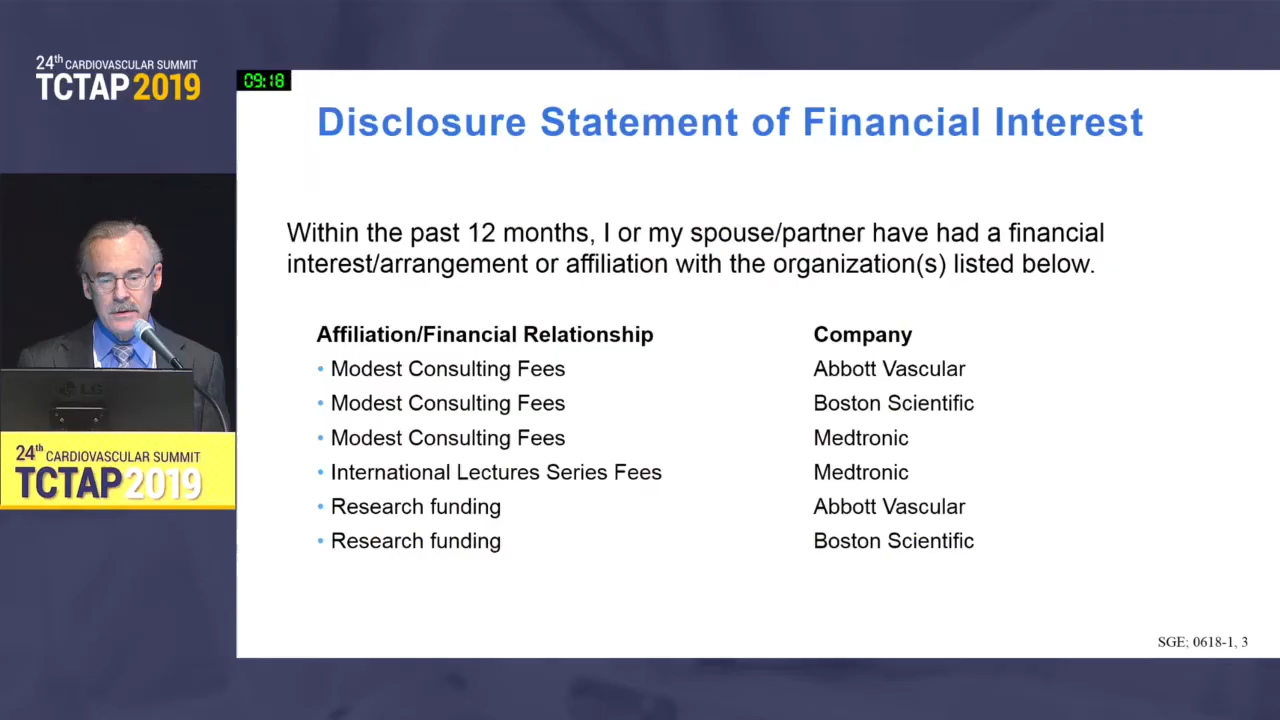 24th CARDIOVASCULAR SUMMIT
TCTAP 2019
09:18
Disclosure Statement of Financial Interest
Within the past 12 months, I or my spouse/partner have had a financial
interest/arrangement or affiliation with the organization(s) listed below.
Affiliation/Financial Relationship Company
• Modest Consulting Fees Abbott Vascular
• Modest Consulting Fees Boston Scientific
• Modest Consulting Fees Medtronic
• International Lectures Series Fees Medtronic
• Research funding Abbott Vascular
• Research funding Boston Scientific
SGE; 0618-1, 3
LG
24th CARDIOVASCULAR SUMMIT
TCTAP 2019